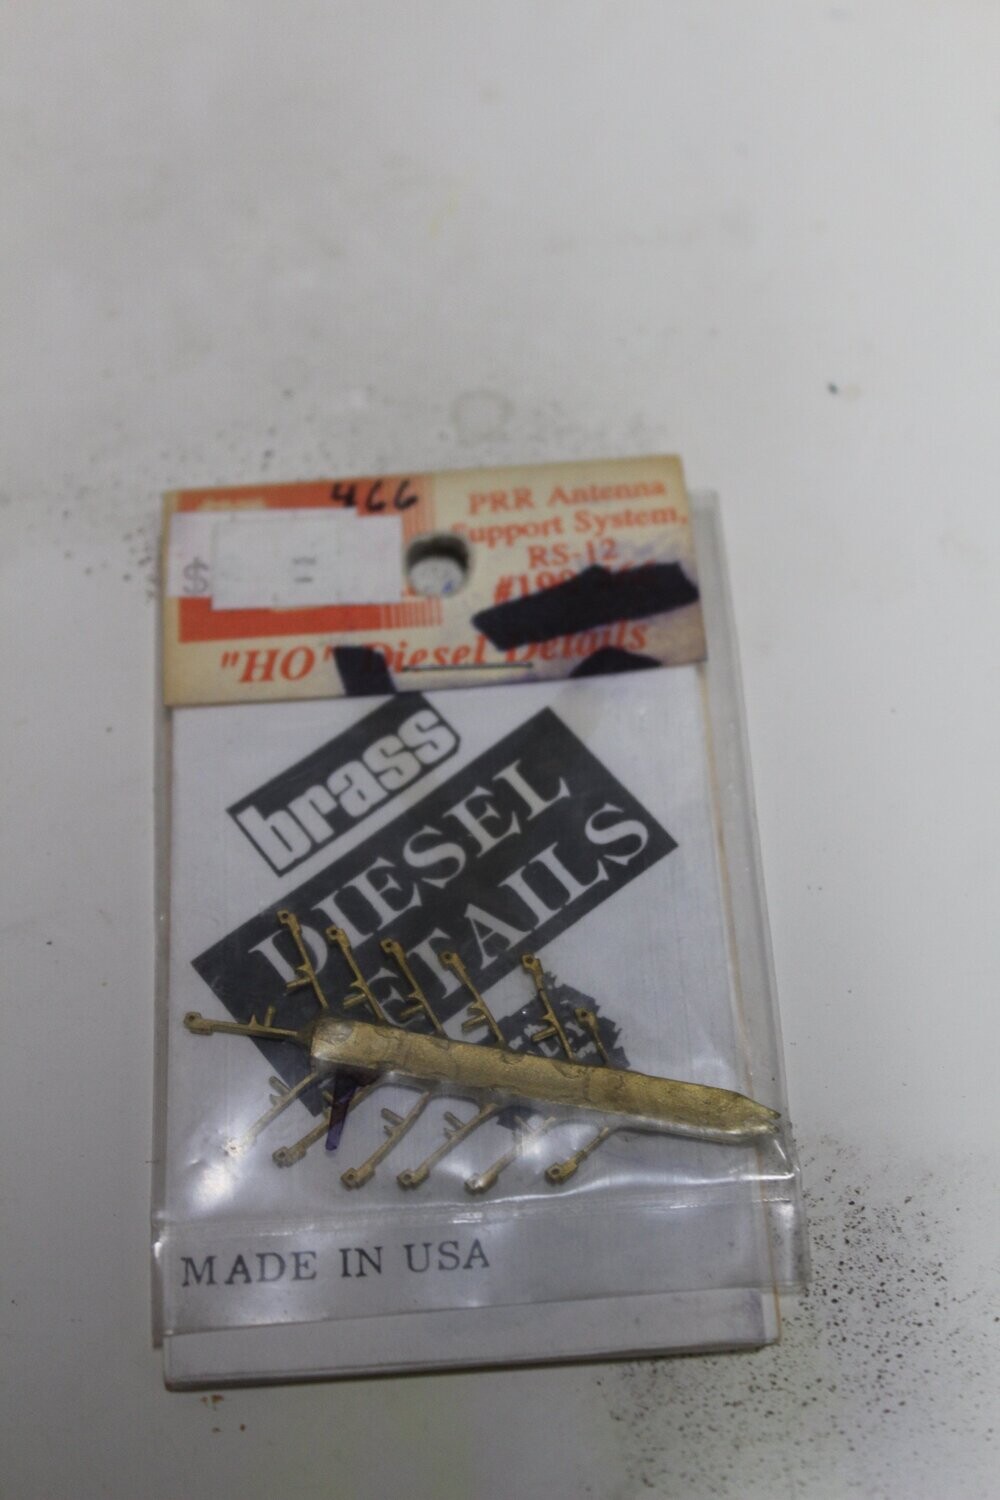 466
PRR Antenna
Support System,
RS-12
$
"HO" Diesel Details
brass
DIESEL
DETAILS
MADE IN USA